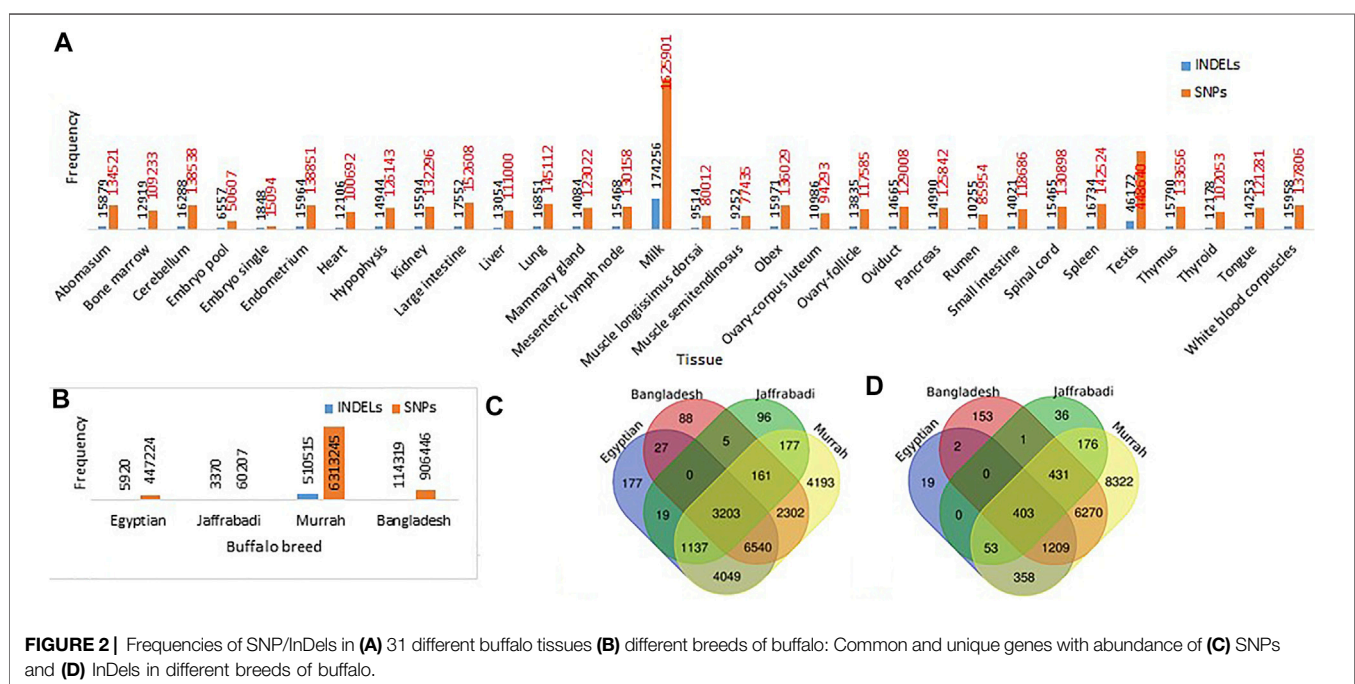 A
INDELs
SNPs
Frequency
15879 134521
12919 109233
16288 138538
6557 50607
1848 15094
15964 138851
12106 100692
14944 126143
15594 132296
17552 152608
13054 111000
16851 145112
14084 123022
15468 130158
174256 1625901
9514 80012
9252 77435
15971 136029
10986 94293
13835 117585
14665 129008
14990 125842
10255 85954
14021 118686
15465 130898
16734 142524
46172 448640
15790 133656
12178 102053
14253 121281
15958 137806
Abomasum
Bone marrow
Cerebellum
Embryo pool
Embryo single
Endometrium
Heart
Hypophysis
Kidney
Large intestine
Liver
Lung
Mammary gland
Mesenteric lymph node
Milk
Muscle longissimus dorsai
Muscle semitendinosus
Obex
Ovary-corpus luteum
Ovary-follicle
Oviduct
Pancreas
Rumen
Small intestine
Spinal cord
Spleen
Testis
Thymus
Thyroid
Tongue
White blood corpuscles
Tissue
B
INDELs SNPs
Frequency
5920 447224
3370 60207
510515 6313245
114319 906446
Egyptian Jaffrabadi Murrah Bangladesh
Buffalo breed
C
Bangladesh Jaffrabadi
Egyptian Murrah
88 96
27 5 177
177 0 161 4193
19 3203 2302
1137 6540
4049
D
Bangladesh Jaffrabadi
Egyptian Murrah
153 36
2 1 176
19 0 431 8322
0 403 6270
53 1209
358
FIGURE 2 | Frequencies of SNP/InDels in (A) 31 different buffalo tissues (B) different breeds of buffalo: Common and unique genes with abundance of (C) SNPs
and (D) InDels in different breeds of buffalo.